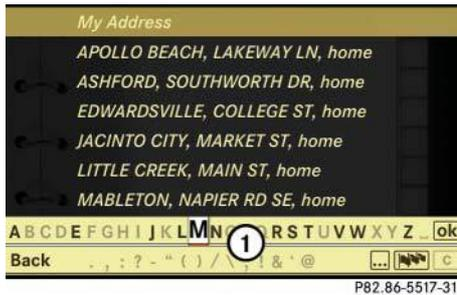 My Address
APOLLO BEACH, LAKEWAY LN, home
ASHFORD, SOUTHWORTH DR, home
EDWARDSVILLE, COLLEGE ST, home
JACINTO CITY, MARKET ST, home
LITTLE CREEK, MAIN ST, home
MABLETON, NAPIER RD SE, home
A B C D E F G H I J K L M N 1 R S T U V W X Y Z _ ok
Back . , : ? - " ( ) / \ ! & ' @ ... C
P82.86-5517-31